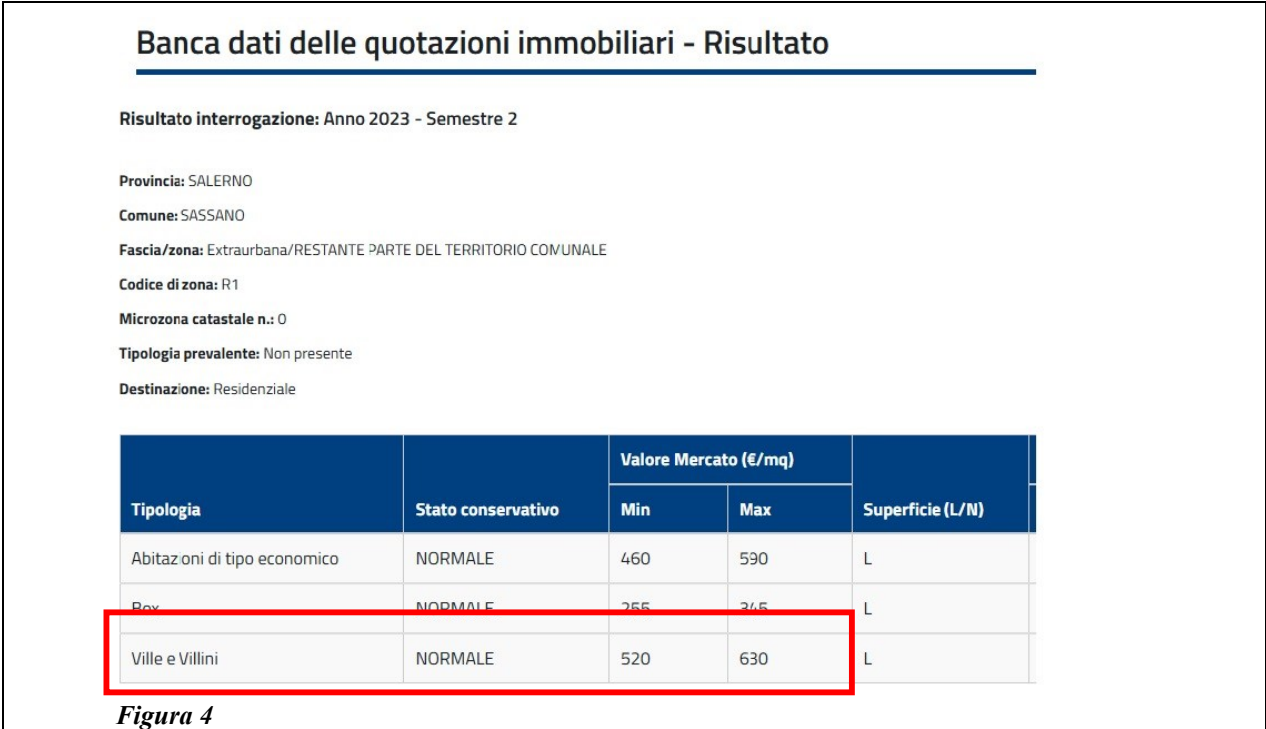 Banca dati delle quotazioni immobiliari - Risultato
Risultato interrogazione: Anno 2023 - Semestre 2
Provincia: SALERNO
Comune: SASSANO
Fascia/zona: Extraurbana/RESTANTE PARTE DEL TERRITORIO COMUNALE
Codice di zona: R1
Microzona catastale n.: 0
Tipologia prevalente: Non presente
Destinazione: Residenziale
Valore Mercato (€/mq)
Tipologia Stato conservativo Min Max Superficie (L/N)
Abitazioni di tipo economico NORMALE 460 590 L
Box NORMALE 255 345 L
Ville e Villini NORMALE 520 630 L
Figura 4